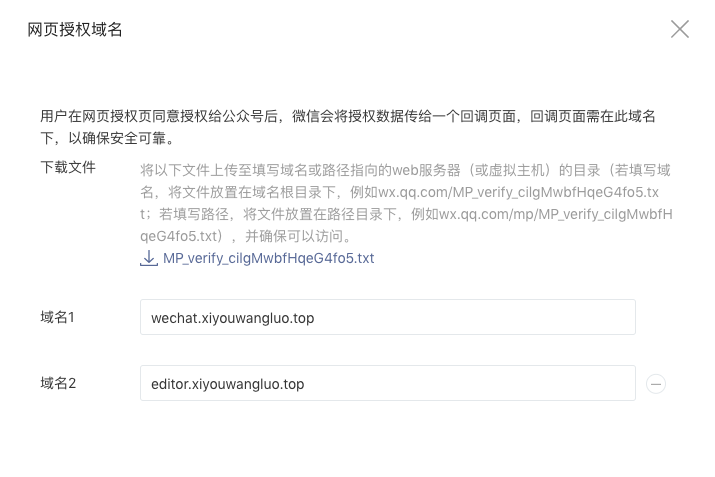 网页授权域名
用户在网页授权页同意授权给公众号后，微信会将授权数据传给一个回调页面，回调页面需在此域名
下，以确保安全可靠。
下载文件
将以下文件上传至填写域名或路径指向的web服务器（或虚拟主机）的目录（若填写域
名，将文件放置在域名根目录下，例如wx.qq.com/MP_verify_cilgMwbfHqeG4fo5.tx
t；若填写路径，将文件放置在路径目录下，例如wx.qq.com/mp/MP_verify_cilgMwbfH
qeG4fo5.txt），并确保可以访问。
MP_verify_cilgMwbfHqeG4fo5.txt
域名1
wechat.xiyouwangluo.top
域名2
editor.xiyouwangluo.top